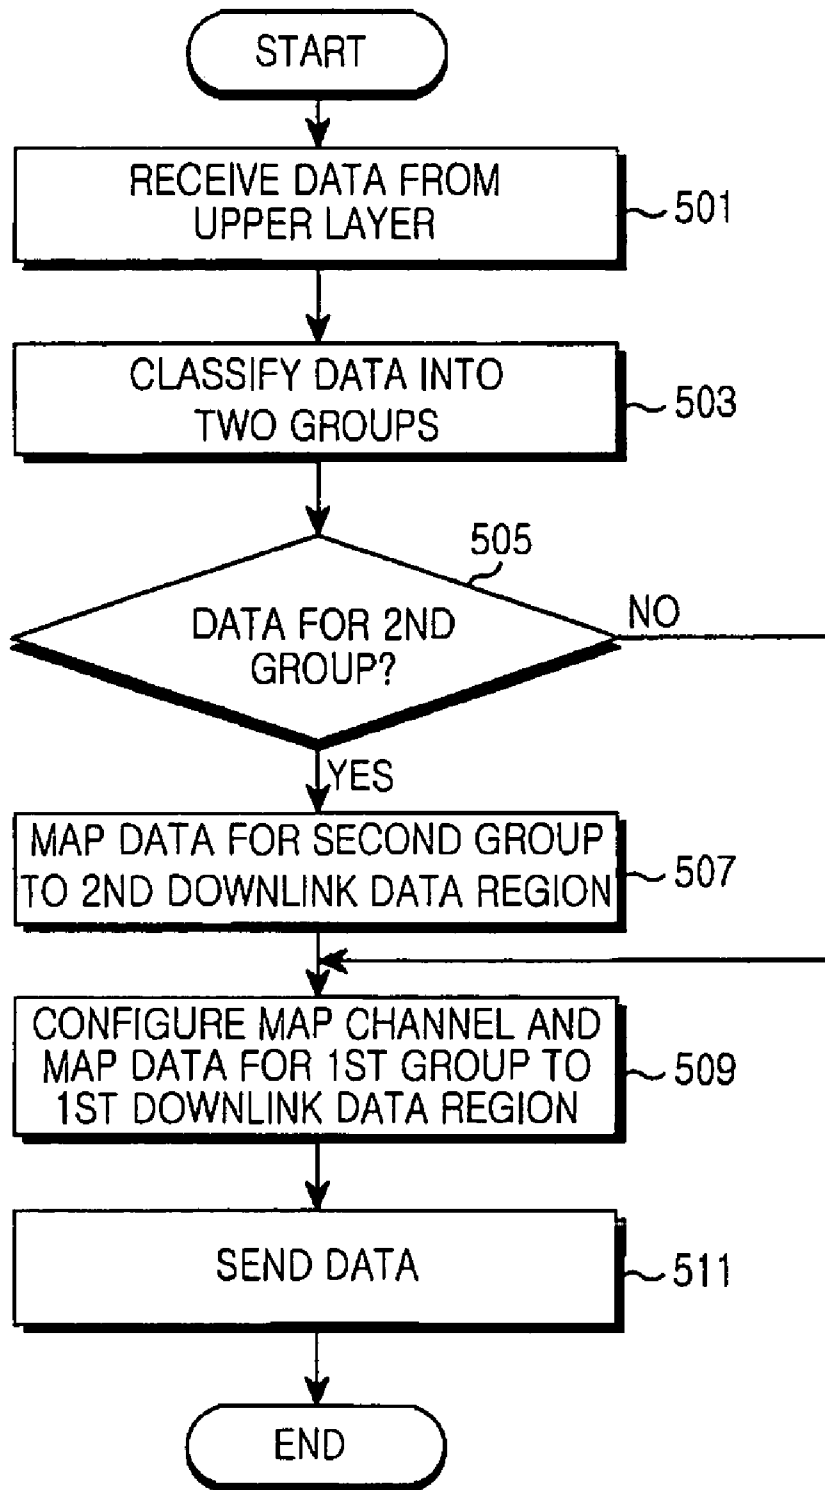 START
RECEIVE DATA FROM
UPPER LAYER
501
CLASSIFY DATA INTO
TWO GROUPS
503
505
DATA FOR 2ND
GROUP?
NO
YES
MAP DATA FOR SECOND GROUP
TO 2ND DOWNLINK DATA REGION
507
CONFIGURE MAP CHANNEL AND
MAP DATA FOR 1ST GROUP TO
1ST DOWNLINK DATA REGION
509
SEND DATA
511
END